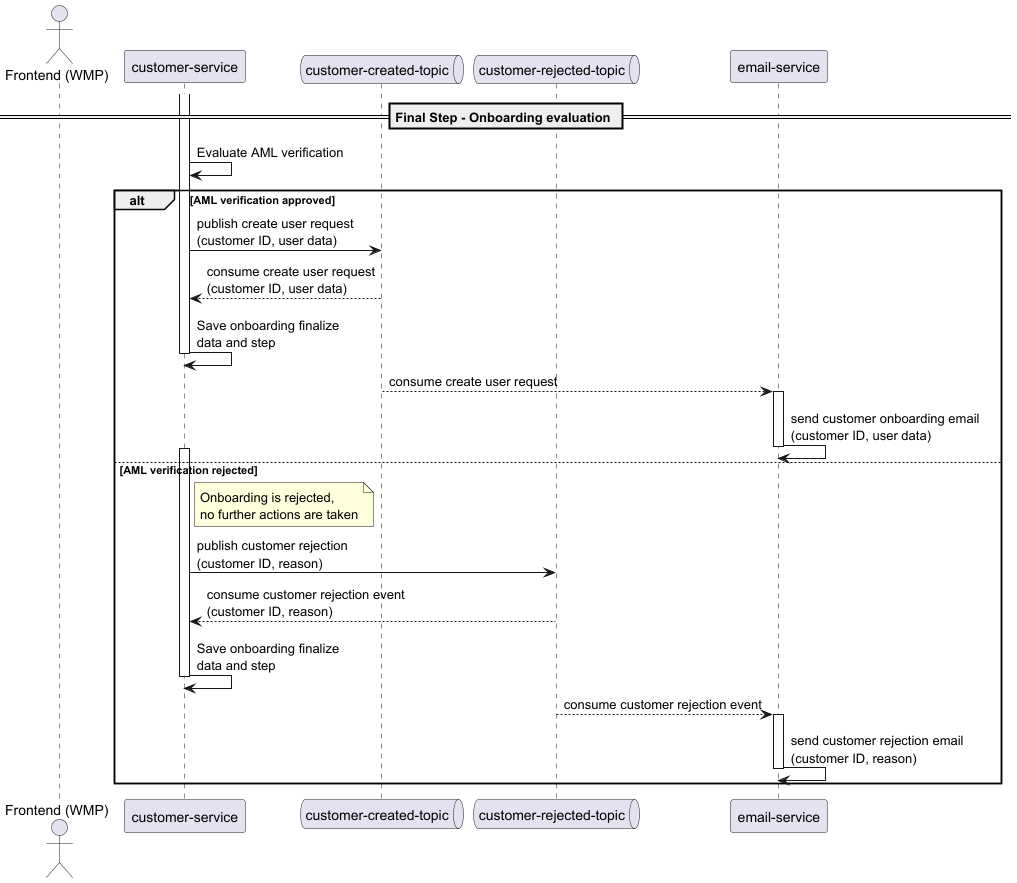 Frontend (WMP)
customer-service
customer-created-topic
customer-rejected-topic
email-service
Final Step - Onboarding evaluation
Evaluate AML verification
alt
[AML verification approved]
publish create user request
(customer ID, user data)
consume create user request
(customer ID, user data)
Save onboarding finalize
data and step
consume create user request
send customer onboarding email
(customer ID, user data)
[AML verification rejected]
Onboarding is rejected,
no further actions are taken
publish customer rejection
(customer ID, reason)
consume customer rejection event
(customer ID, reason)
Save onboarding finalize
data and step
consume customer rejection event
send customer rejection email
(customer ID, reason)
Frontend (WMP)
customer-service
customer-created-topic
customer-rejected-topic
email-service